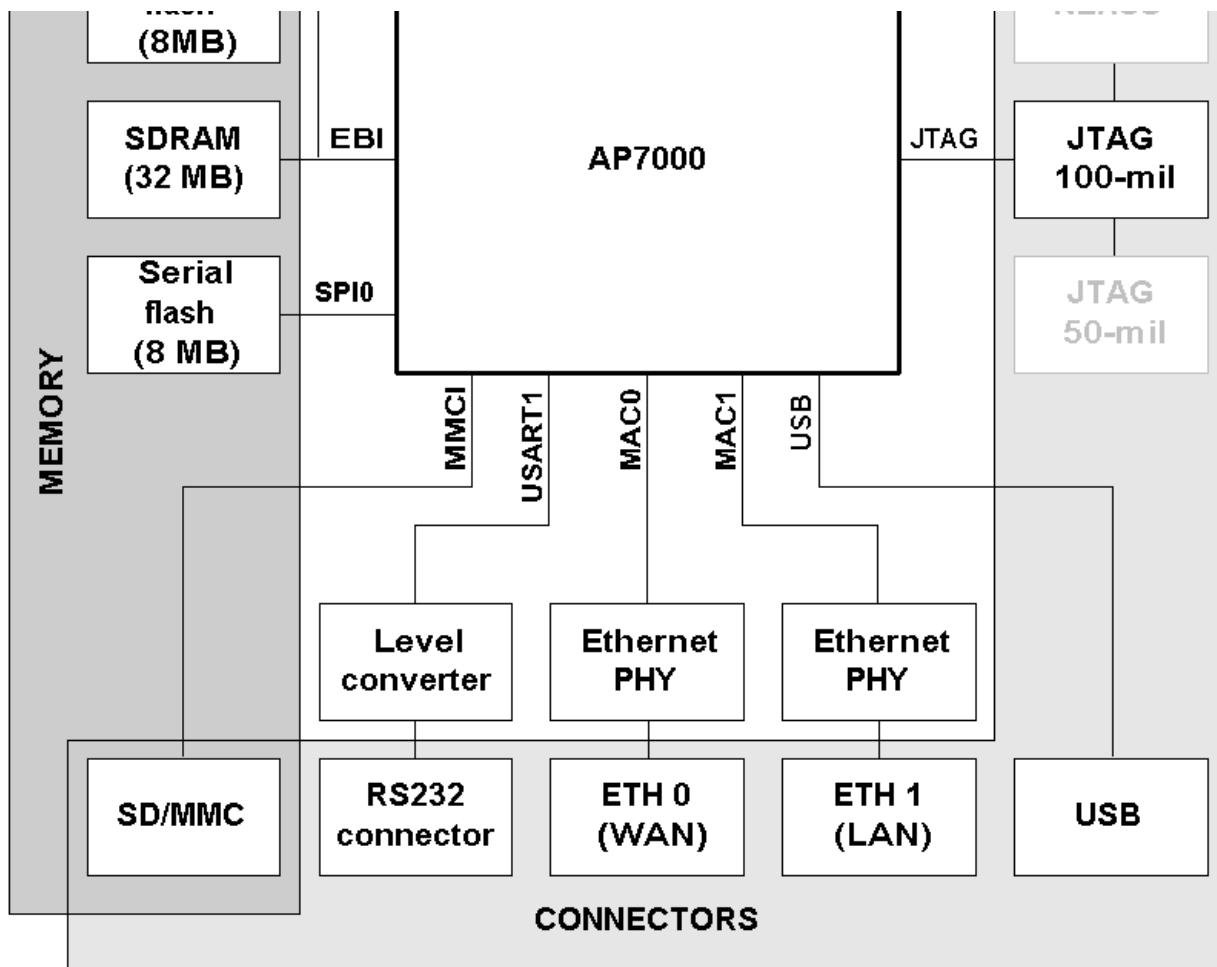 flash
(8MB)
SDRAM
(32 MB)
EBI
AP7000
JTAG
JTAG
100-mil
Serial
flash
(8 MB)
SPI0
JTAG
50-mil
MEMORY
MMCI
USART1
MAC0
MAC1
USB
Level
converter
Ethernet
PHY
Ethernet
PHY
SD/MMC
RS232
connector
ETH 0
(WAN)
ETH 1
(LAN)
USB
CONNECTORS